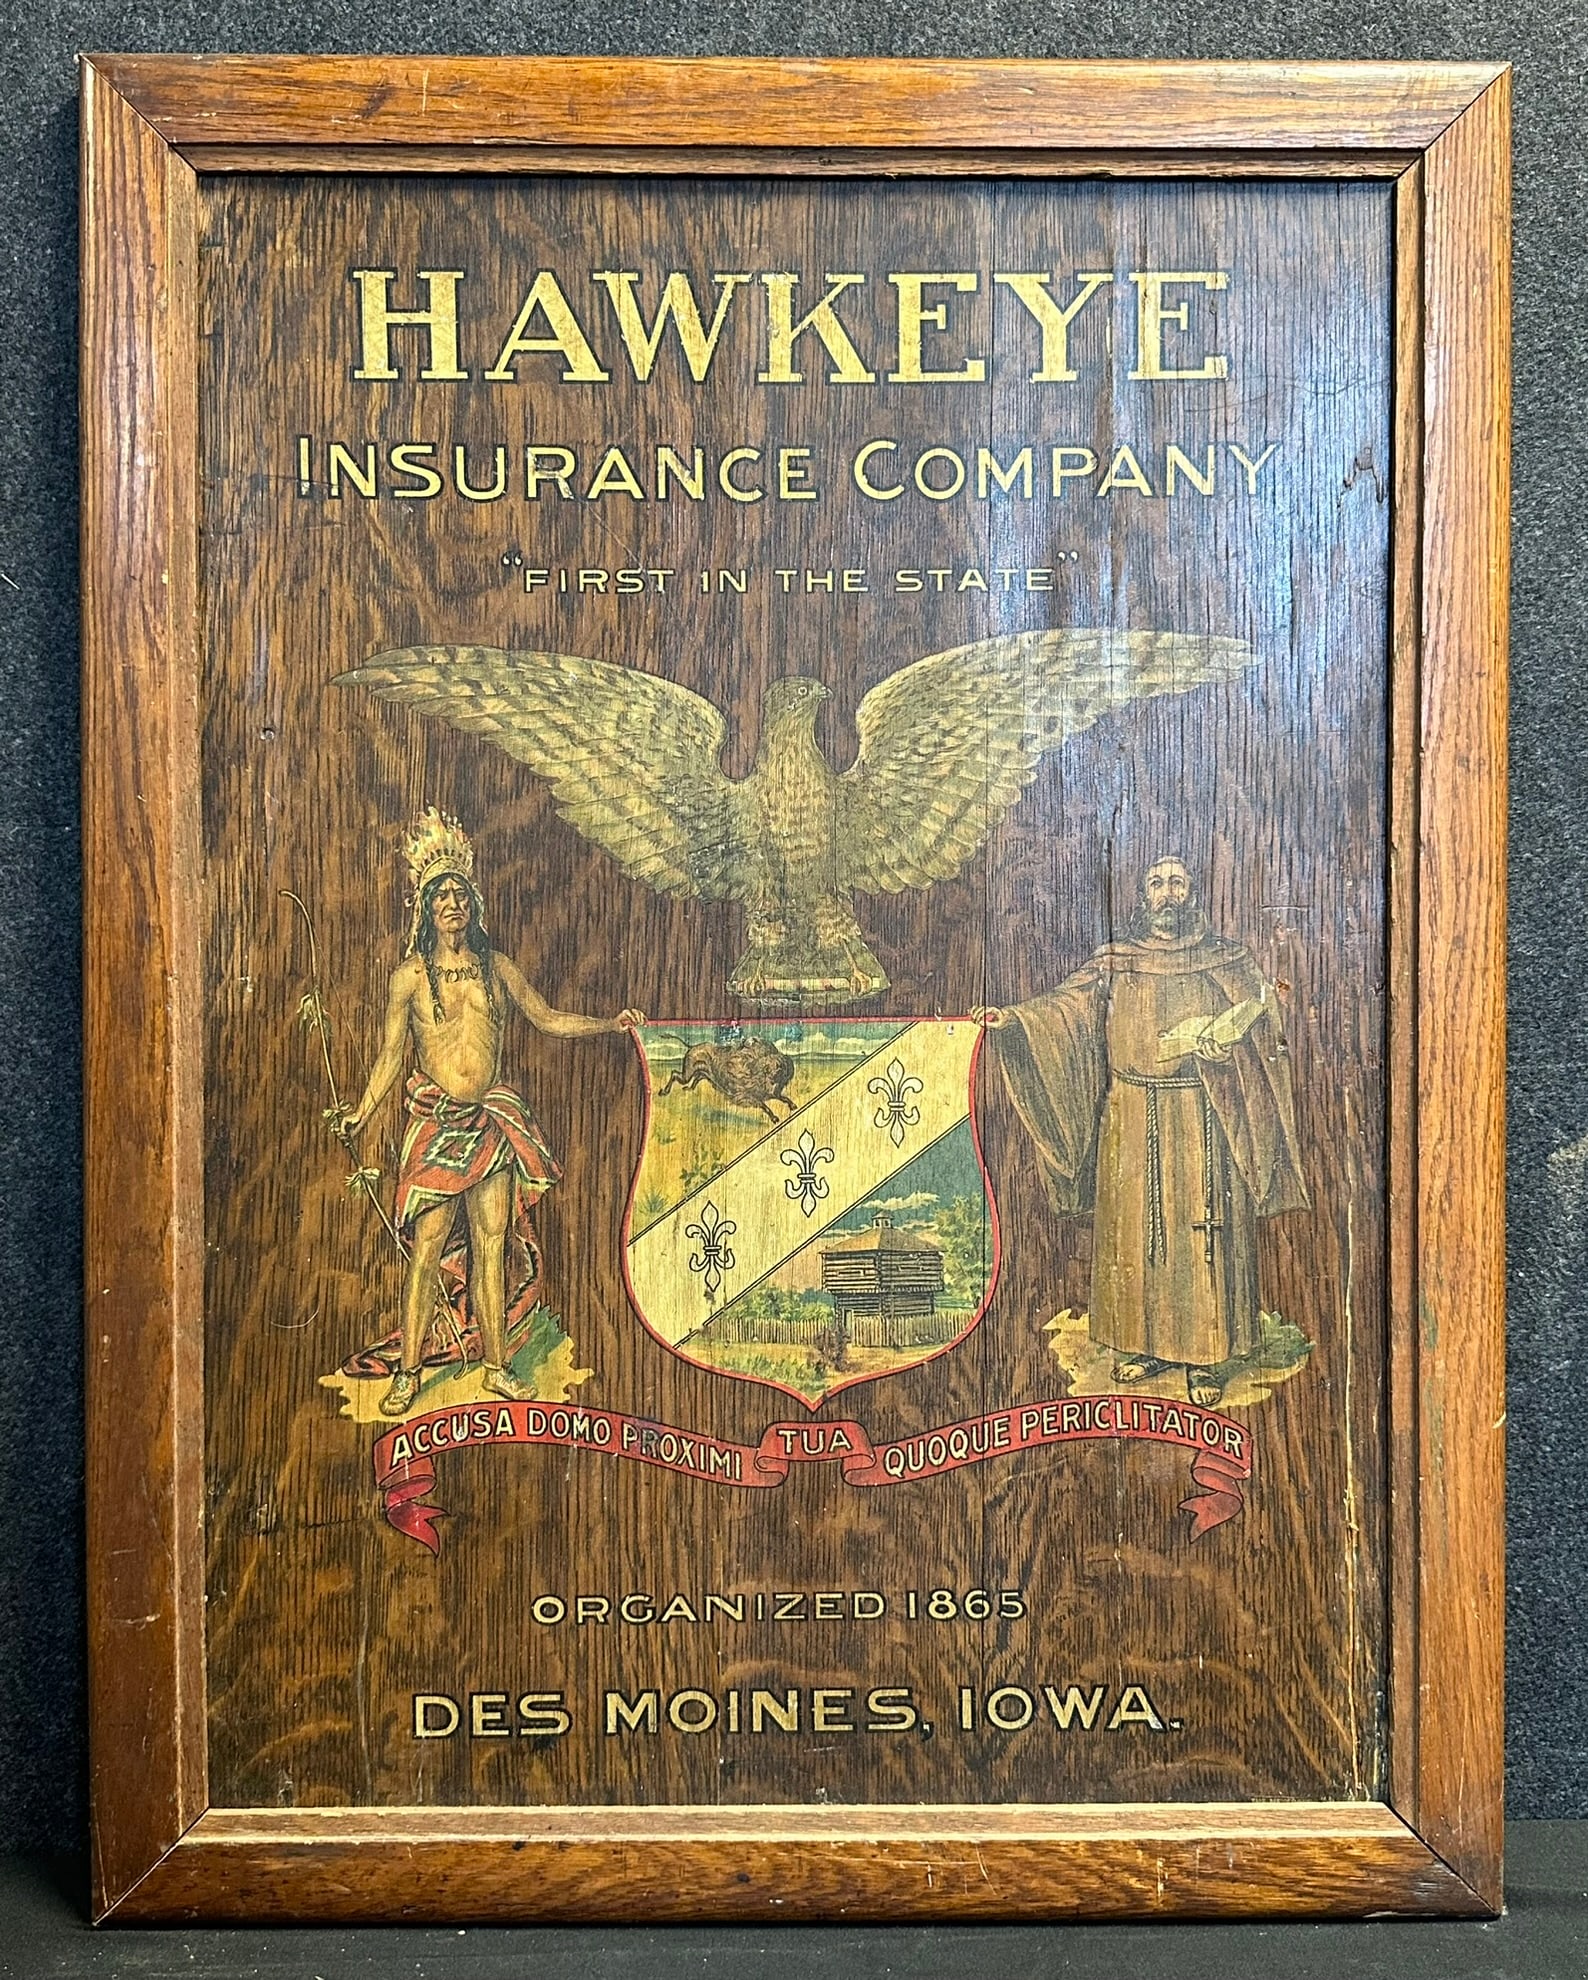 HAWKEYE
INSURANCE COMPANY
"FIRST IN THE STATE"
ACCUSA DOMO PROXIMI TUA QUOQUE PERICLITATOR
ORGANIZED 1865
DES MOINES, IOWA.